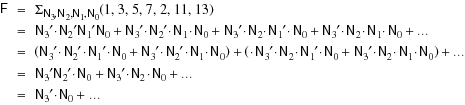 F = Σ_N₃,N₂,N₁,N₀(1, 3, 5, 7, 2, 11, 13)
= N₃′·N₂′N₁′N₀ + N₃′·N₂′·N₁·N₀ + N₃′·N₂·N₁′·N₀ + N₃′·N₂·N₁·N₀ + ...
= (N₃′·N₂′·N₁′·N₀ + N₃′·N₂′·N₁·N₀) + (·N₃′·N₂·N₁′·N₀ + N₃′·N₂·N₁·N₀) + ...
= N₃′N₂′·N₀ + N₃′·N₂·N₀ + ...
= N₃′·N₀ + ...